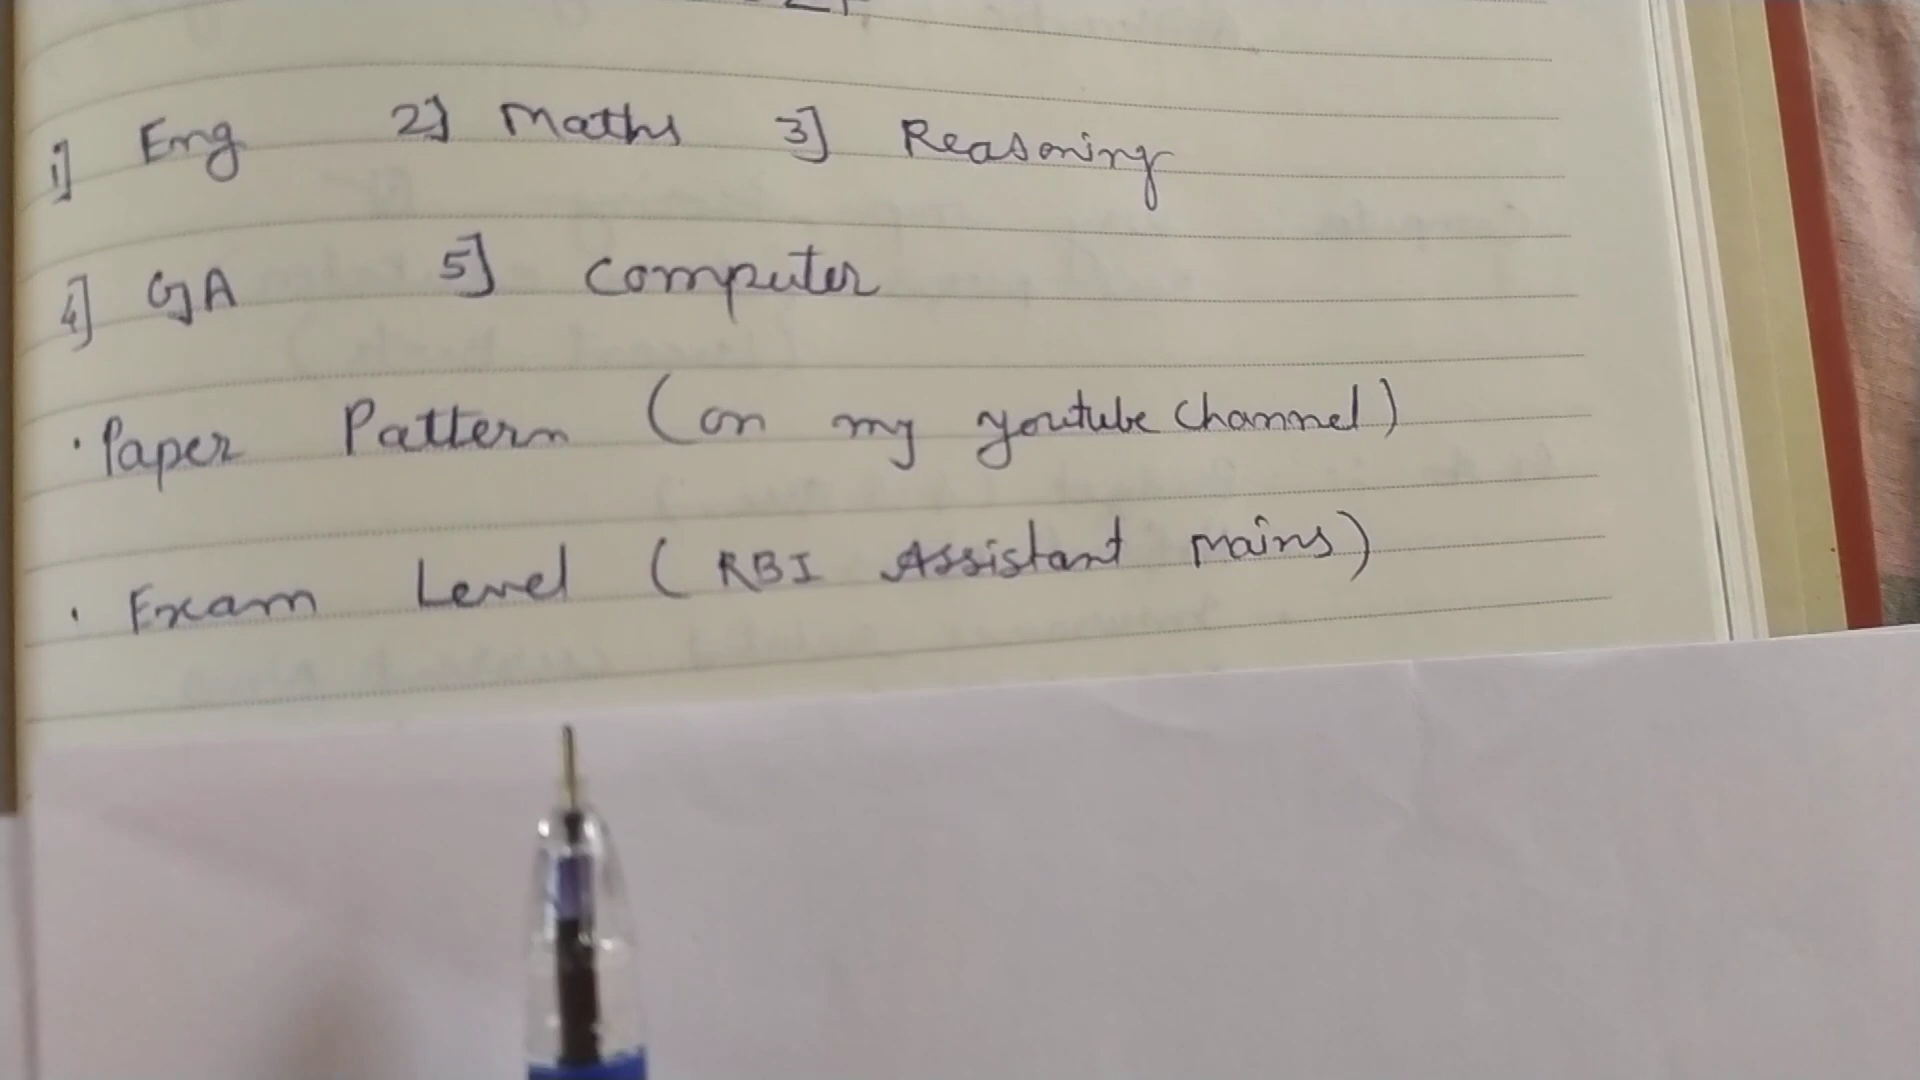 1] Eng 2] Maths 3] Reasoning
4] GA 5] Computer
• Paper Pattern (on my youtube channel)
• Exam Level (RBI Assistant Mains)